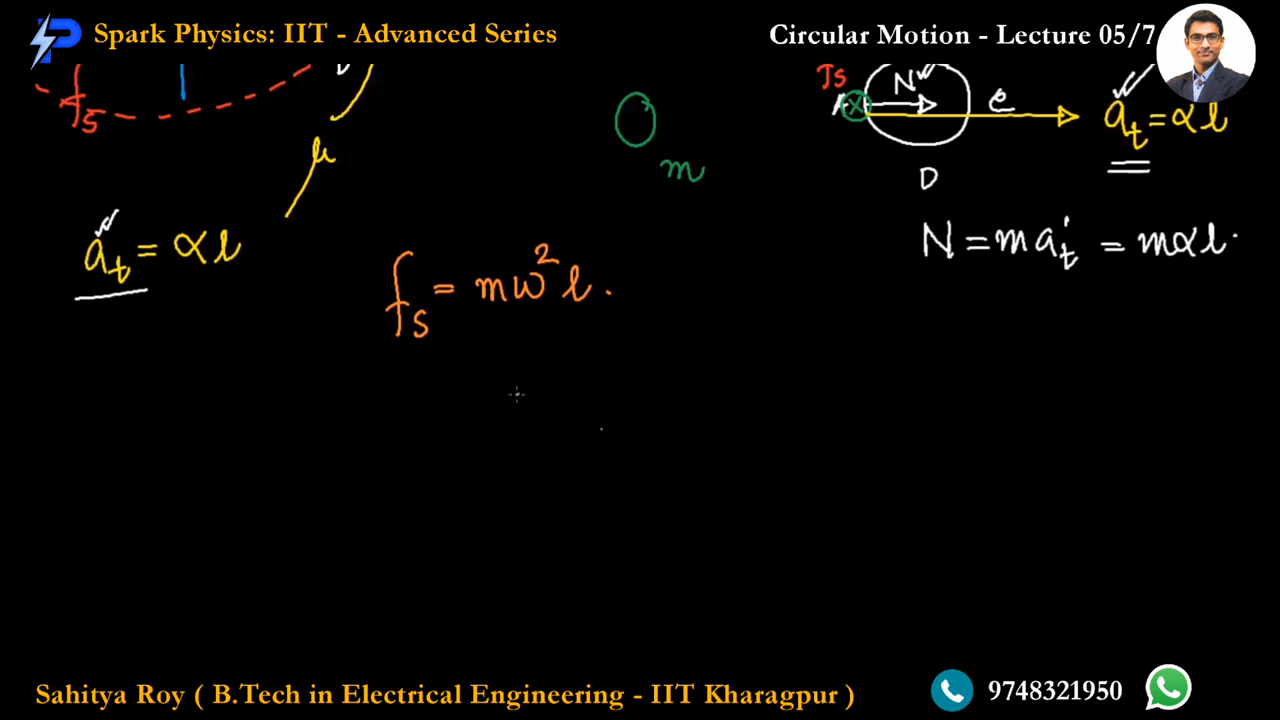 Spark Physics: IIT - Advanced Series
Circular Motion - Lecture 05/7
fs
N
e
μ
m
D
at = αl
at = αl
N = mat = mαl.
fs = mω²l.
Sahitya Roy ( B.Tech in Electrical Engineering - IIT Kharagpur )
9748321950